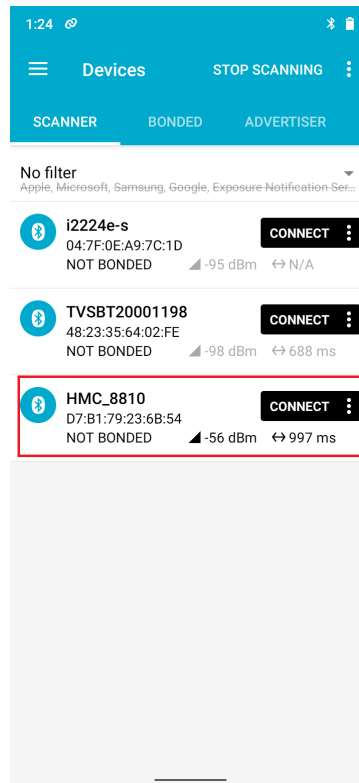 1:24
Devices STOP SCANNING
SCANNER BONDED ADVERTISER
No filter
Apple, Microsoft, Samsung, Google, Exposure Notification Ser...
i2224e-s
CONNECT
04:7F:0E:A9:7C:1D
NOT BONDED -95 dBm N/A
TVSBT20001198
CONNECT
48:23:35:64:02:FE
NOT BONDED -98 dBm 688 ms
HMC_8810
CONNECT
D7:B1:79:23:6B:54
NOT BONDED -56 dBm 997 ms